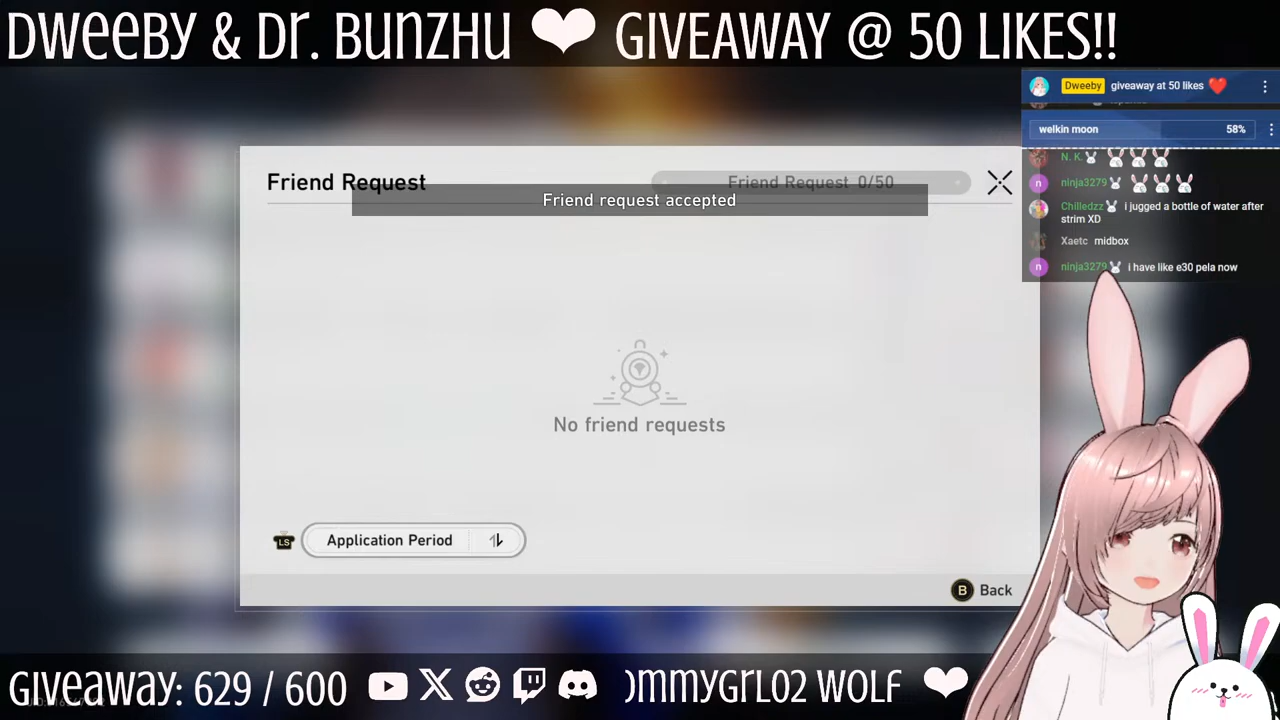 Dweeby & Dr. Bunzhu ❤ GIVEAWAY @ 50 LIKES!!
Dweeby giveaway at 50 likes ❤️
welkin moon 58%
N. K.
ninja3279
Chilledzz i jugged a bottle of water after
strim XD
Xaetc midbox
ninja3279 i have like e30 pela now
Friend Request
Friend Request 0/50
Friend request accepted
No friend requests
LS Application Period
B Back
Giveaway: 629 / 600
ommygrl02 Wolf ❤